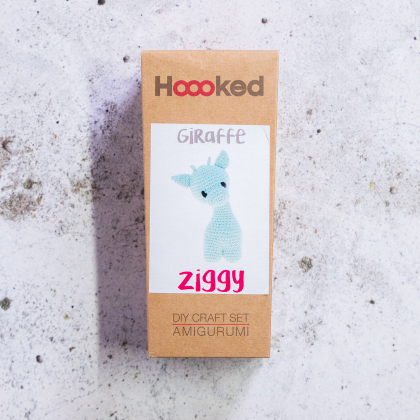 Hoooked
GiRAFFE
Ziggy
DIY CRAFT SET
AMIGURUMI